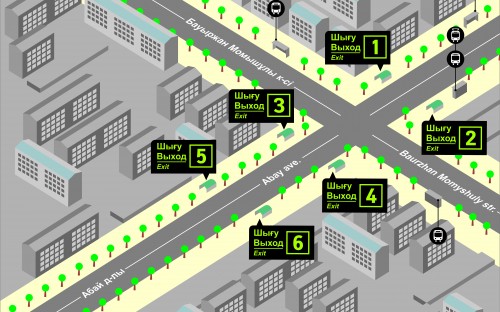 Бауыржан Момышұлы к-сі
Шығу
Выход
Exit
1
Шығу
Выход
Exit
3
Шығу
Выход
Exit
2
Шығу
Выход
Exit
5
Abay ave.
Baurzhan Momyshuly str.
Шығу
Выход
Exit
4
Шығу
Выход
Exit
6
Абай д-лы